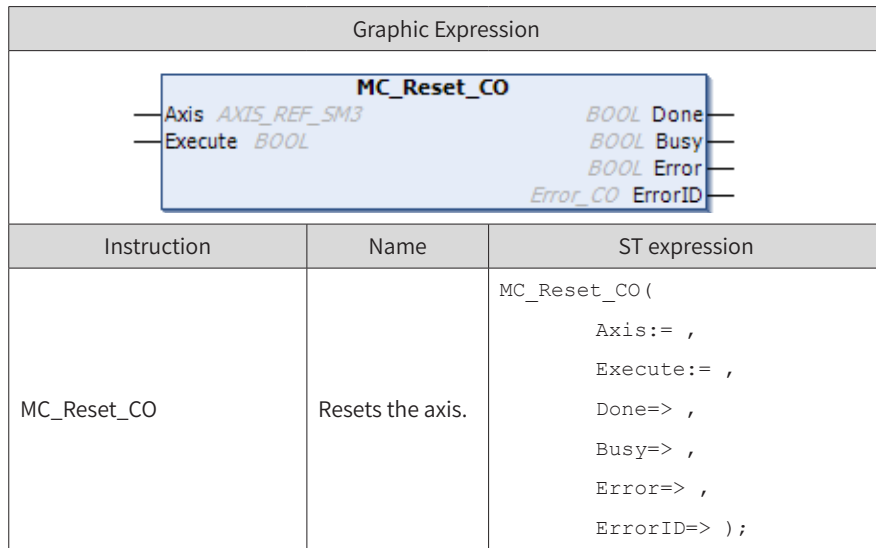 Graphic Expression
MC_Reset_CO
Axis AXIS_REF_SM3 BOOL Done
Execute BOOL BOOL Busy
BOOL Error
Error_CO ErrorID
Instruction Name ST expression
MC_Reset_CO Resets the axis. MC_Reset_CO(
Axis:= ,
Execute:= ,
Done=> ,
Busy=> ,
Error=> ,
ErrorID=> );